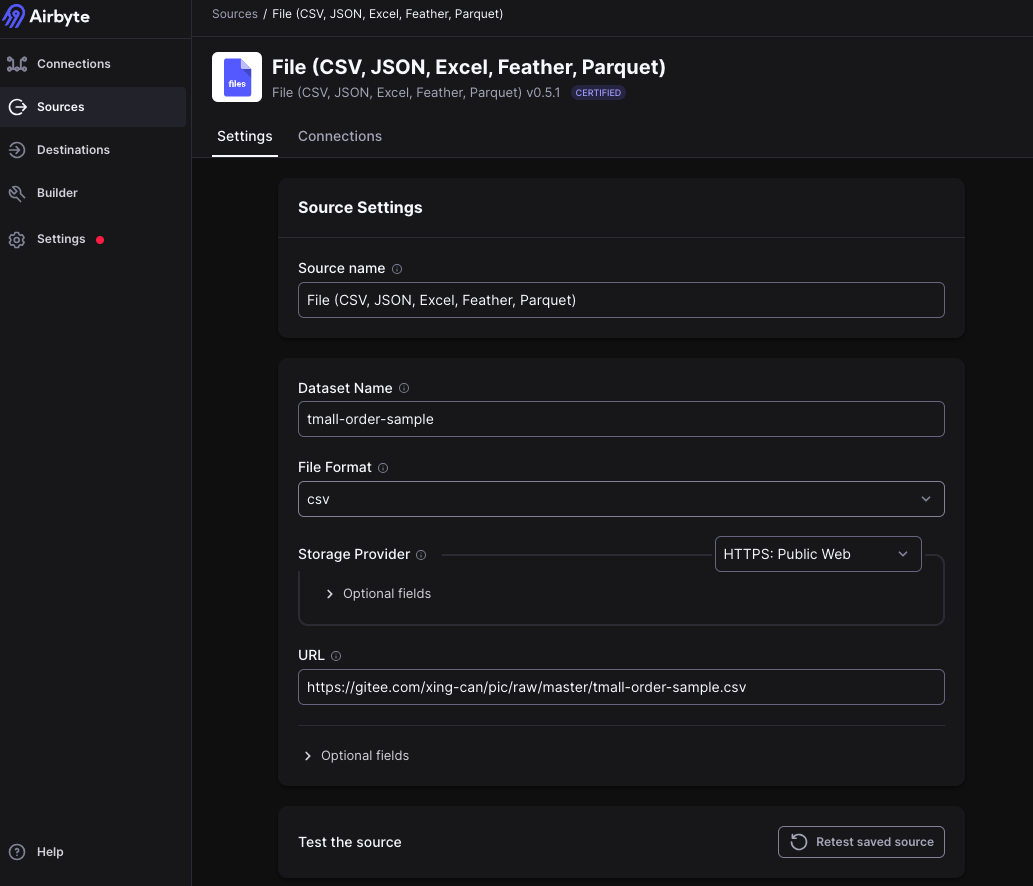 Airbyte
Connections
Sources
Destinations
Builder
Settings
Help
Sources / File (CSV, JSON, Excel, Feather, Parquet)
files
File (CSV, JSON, Excel, Feather, Parquet)
File (CSV, JSON, Excel, Feather, Parquet) v0.5.1 CERTIFIED
Settings Connections
Source Settings
Source name
File (CSV, JSON, Excel, Feather, Parquet)
Dataset Name
tmall-order-sample
File Format
csv
Storage Provider HTTPS: Public Web
Optional fields
URL
https://gitee.com/xing-can/pic/raw/master/tmall-order-sample.csv
Optional fields
Test the source Retest saved source